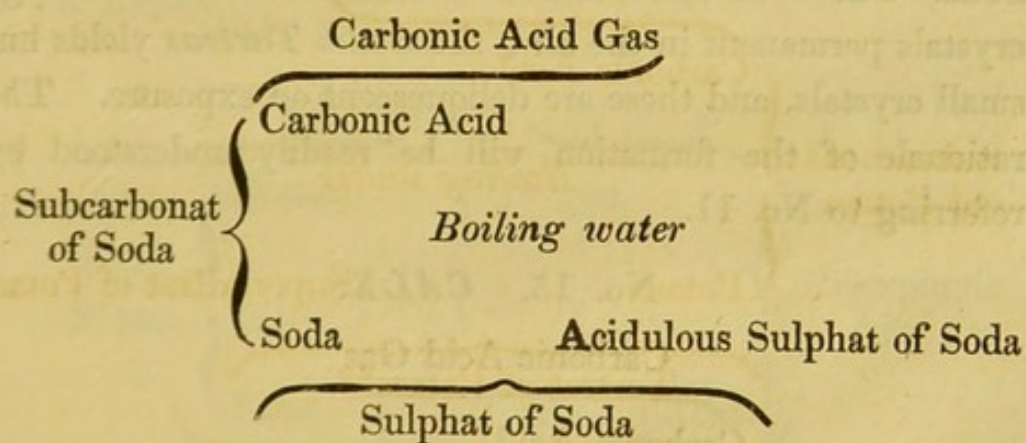 Carbonic Acid Gas
Carbonic Acid
Subcarbonat
of Soda
Boiling water
Soda
Acidulous Sulphat of Soda
Sulphat of Soda